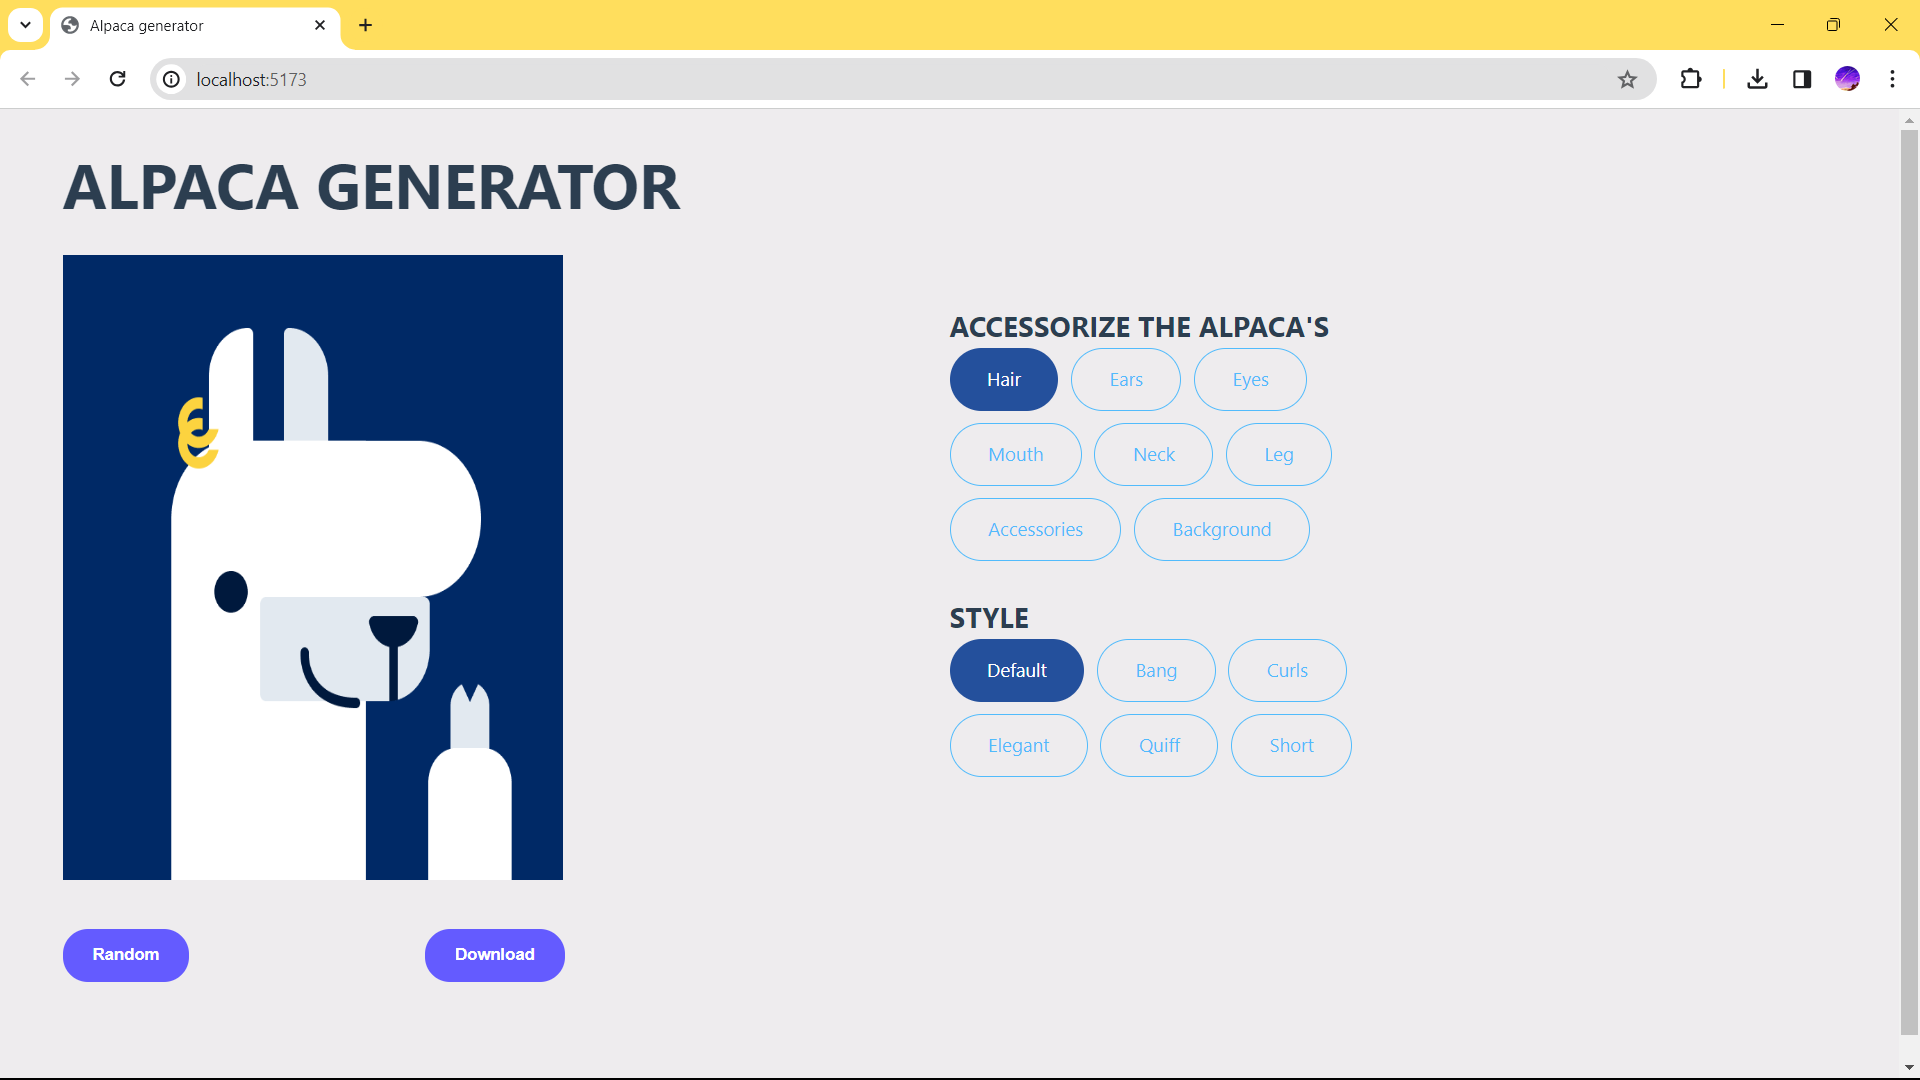 Alpaca generator
localhost:5173
ALPACA GENERATOR
ACCESSORIZE THE ALPACA'S
Hair Ears Eyes
Mouth Neck Leg
Accessories Background
STYLE
Default Bang Curls
Elegant Quiff Short
Random Download